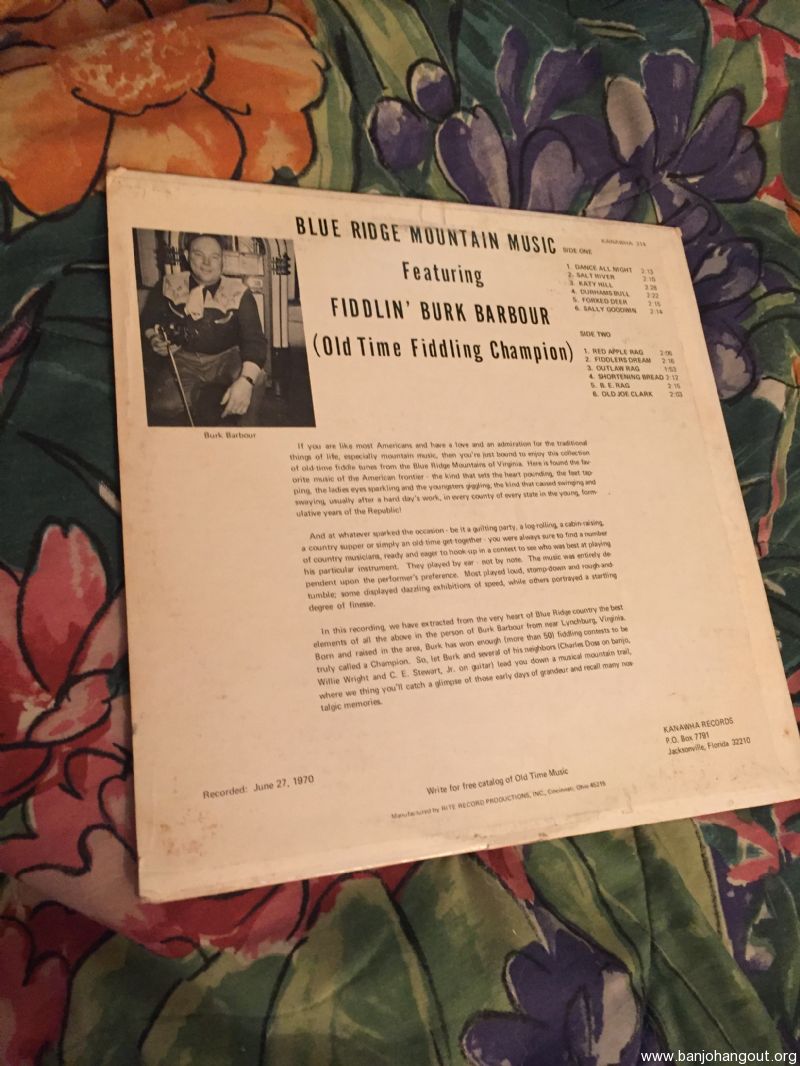 BLUE RIDGE MOUNTAIN MUSIC
Featuring
FIDDLIN' BURK BARBOUR
(Old Time Fiddling Champion)
KANAWHA 314
SIDE ONE
1. DANCE ALL NIGHT 2:13
2. SALT RIVER 2:16
3. KATY HILL 2:28
4. DURHAMS BULL 2:22
5. FORKED DEER 2:15
6. SALLY GOODWIN 2:14
SIDE TWO
1. RED APPLE RAG 2:06
2. FIDDLERS DREAM 2:16
3. OUTLAW RAG 1:53
4. SHORTENING BREAD 2:12
5. B. E. RAG 2:15
6. OLD JOE CLARK 2:03
Burk Barbour
If you are like most Americans and have a love and an admiration for the traditional
things of life, especially mountain music, then you're just bound to enjoy this collection
of old-time fiddle tunes from the Blue Ridge Mountains of Virginia. Here is found the fav-
orite music of the American frontier - the kind that sets the heart pounding, the feet tap-
ping, the ladies eyes sparkling and the youngsters giggling; the kind that caused swinging and
swaying, usually after a hard day's work, in every county of every state in the young, form-
ulative years of the Republic!
And at whatever sparked the occasion - be it a quilting party, a log-rolling, a cabin-raising,
a country supper or simply an old-time get-together - you were always sure to find a number
of country musicians, ready and eager to hook-up in a contest to see who was best at playing
his particular instrument. They played by ear - not by note. The music was entirely de-
pendent upon the performer's preference. Most played loud, stomp-down and rough-and-
tumble; some displayed dazzling exhibitions of speed, while others portrayed a startling
degree of finesse.
In this recording, we have extracted from the very heart of Blue Ridge country the best
elements of all the above in the person of Burk Barbour from near Lynchburg, Virginia.
Born and raised in the area, Burk has won enough (more than 50) fiddling contests to be
truly called a Champion. So, let Burk and several of his neighbors (Charles Doss on banjo,
Willie Wright and C. E. Stewart, Jr. on guitar) lead you down a musical mountain trail,
where we thing you'll catch a glimpse of those early days of grandeur and recall many nos-
talgic memories.
KANAWHA RECORDS
P.O. Box 7791
Jacksonville, Florida 32210
Recorded: June 27, 1970
Write for free catalog of Old Time Music
Manufactured by RITE RECORD PRODUCTIONS, INC., Cincinnati, Ohio 45215
www.banjohangout.org